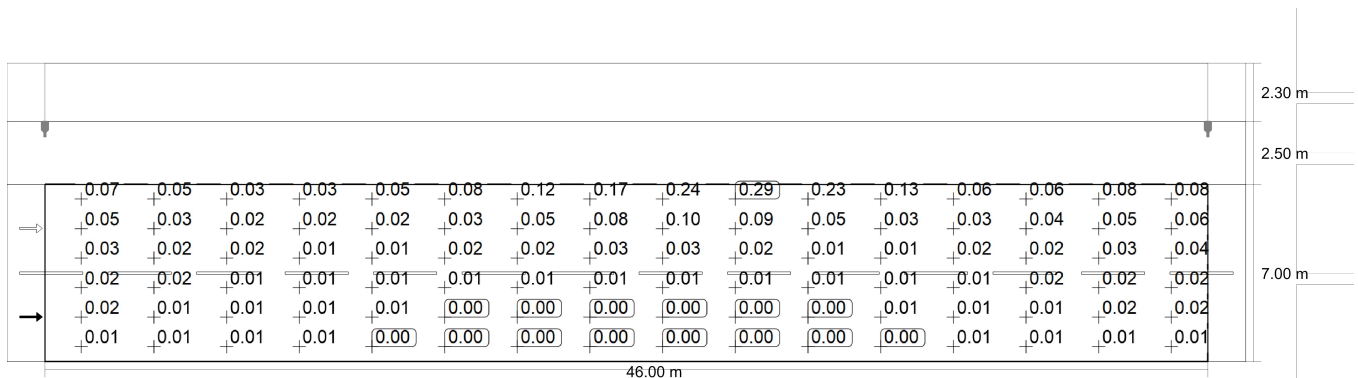 2.30 m
2.50 m
0.07 0.05 0.03 0.03 0.05 0.08 0.12 0.17 0.24 0.29 0.23 0.13 0.06 0.06 0.08 0.08
0.05 0.03 0.02 0.02 0.02 0.03 0.05 0.08 0.10 0.09 0.05 0.03 0.03 0.04 0.05 0.06
0.03 0.02 0.02 0.01 0.01 0.02 0.02 0.03 0.03 0.02 0.01 0.01 0.02 0.02 0.03 0.04
0.02 0.02 0.01 0.01 0.01 0.01 0.01 0.01 0.01 0.01 0.01 0.01 0.01 0.02 0.02 0.02
7.00 m
0.02 0.01 0.01 0.01 0.01 0.00 0.00 0.00 0.00 0.00 0.00 0.01 0.01 0.01 0.02 0.02
0.01 0.01 0.01 0.01 0.00 0.00 0.00 0.00 0.00 0.00 0.00 0.00 0.01 0.01 0.01 0.01
46.00 m